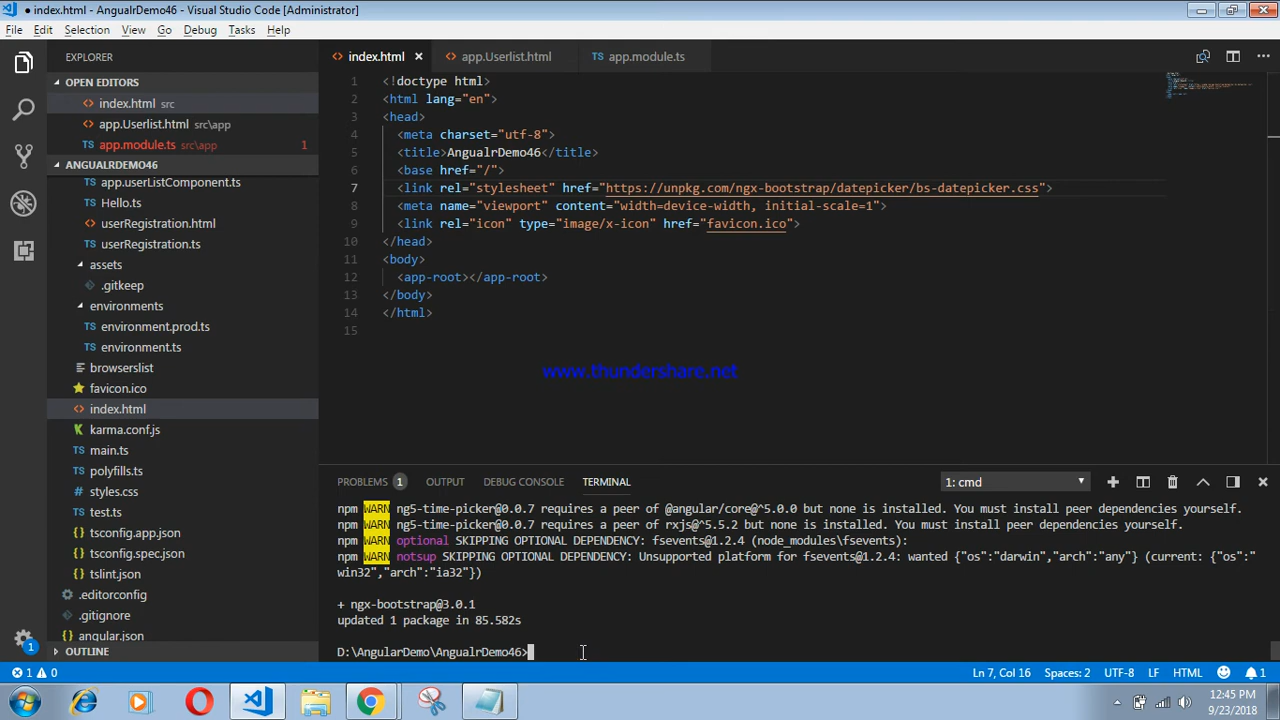 index.html - AngualrDemo46 - Visual Studio Code [Administrator]
File Edit Selection View Go Debug Tasks Help
EXPLORER
OPEN EDITORS
index.html src
app.Userlist.html src\app
app.module.ts src\app 1
ANGUALRDEMO46
app.userListComponent.ts
Hello.ts
userRegistration.html
userRegistration.ts
assets
.gitkeep
environments
environment.prod.ts
environment.ts
browserslist
favicon.ico
index.html
karma.conf.js
main.ts
polyfills.ts
styles.css
test.ts
tsconfig.app.json
tsconfig.spec.json
tslint.json
.editorconfig
.gitignore
angular.json
OUTLINE
1
index.html app.Userlist.html app.module.ts
1 <!doctype html>
2 <html lang="en">
3 <head>
4 <meta charset="utf-8">
5 <title>AngualrDemo46</title>
6 <base href="/">
7 <link rel="stylesheet" href="https://unpkg.com/ngx-bootstrap/datepicker/bs-datepicker.css">
8 <meta name="viewport" content="width=device-width, initial-scale=1">
9 <link rel="icon" type="image/x-icon" href="favicon.ico">
10 </head>
11 <body>
12 <app-root></app-root>
13 </body>
14 </html>
15
www.thundershare.net
PROBLEMS 1 OUTPUT DEBUG CONSOLE TERMINAL 1: cmd
npm WARN ng5-time-picker@0.0.7 requires a peer of @angular/core@^5.0.0 but none is installed. You must install peer dependencies yourself.
npm WARN ng5-time-picker@0.0.7 requires a peer of rxjs@^5.5.2 but none is installed. You must install peer dependencies yourself.
npm WARN optional SKIPPING OPTIONAL DEPENDENCY: fsevents@1.2.4 (node_modules\fsevents):
npm WARN notsup SKIPPING OPTIONAL DEPENDENCY: Unsupported platform for fsevents@1.2.4: wanted {"os":"darwin","arch":"any"} (current: {"os":"
win32","arch":"ia32"})
+ ngx-bootstrap@3.0.1
updated 1 package in 85.582s
D:\AngularDemo\AngualrDemo46>
1 0 Ln 7, Col 16 Spaces: 2 UTF-8 LF HTML 1
12:45 PM
9/23/2018